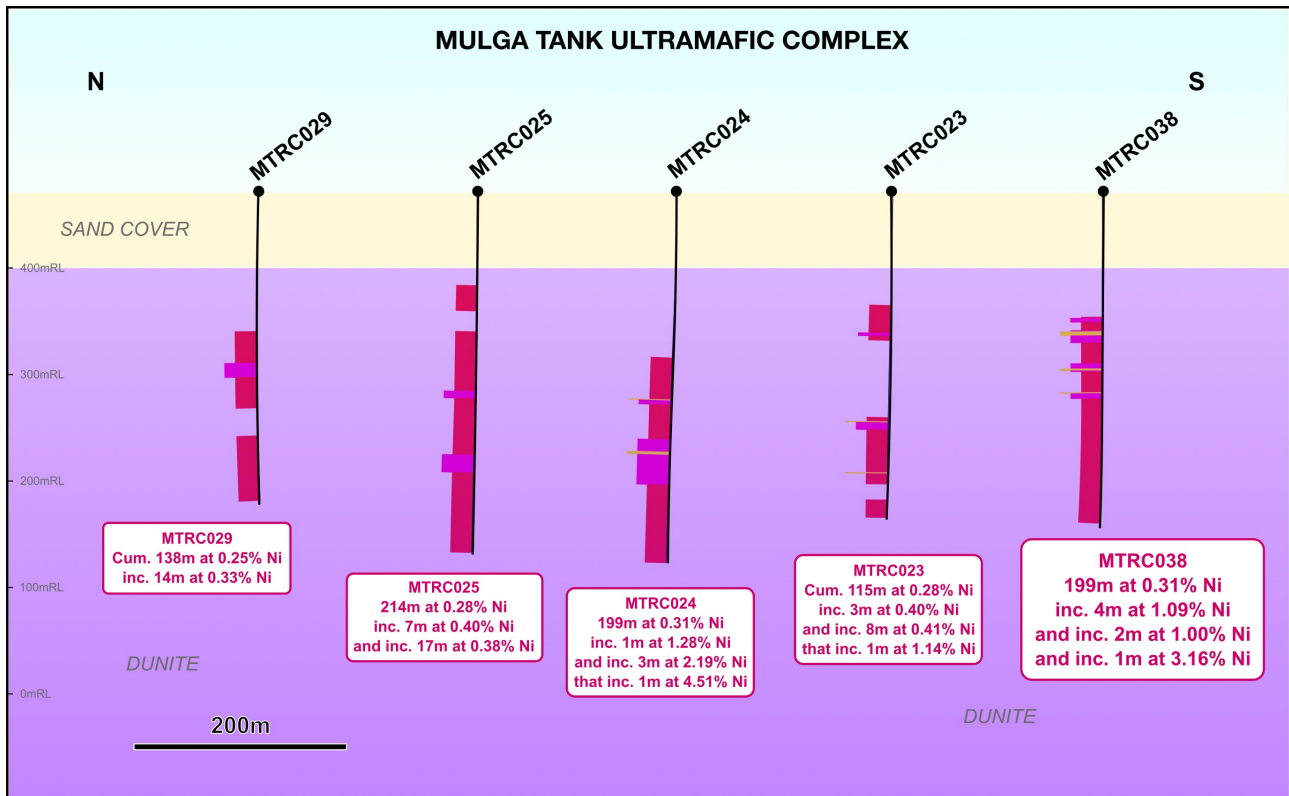 MULGA TANK ULTRAMAFIC COMPLEX
N
S
MTRC029
MTRC025
MTRC024
MTRC023
MTRC038
SAND COVER
400mRL
300mRL
200mRL
100mRL
0mRL
MTRC029
Cum. 138m at 0.25% Ni
inc. 14m at 0.33% Ni
MTRC025
214m at 0.28% Ni
inc. 7m at 0.40% Ni
and inc. 17m at 0.38% Ni
MTRC024
199m at 0.31% Ni
inc. 1m at 1.28% Ni
and inc. 3m at 2.19% Ni
that inc. 1m at 4.51% Ni
MTRC023
Cum. 115m at 0.28% Ni
inc. 3m at 0.40% Ni
and inc. 8m at 0.41% Ni
that inc. 1m at 1.14% Ni
MTRC038
199m at 0.31% Ni
inc. 4m at 1.09% Ni
and inc. 2m at 1.00% Ni
and inc. 1m at 3.16% Ni
DUNITE
DUNITE
200m